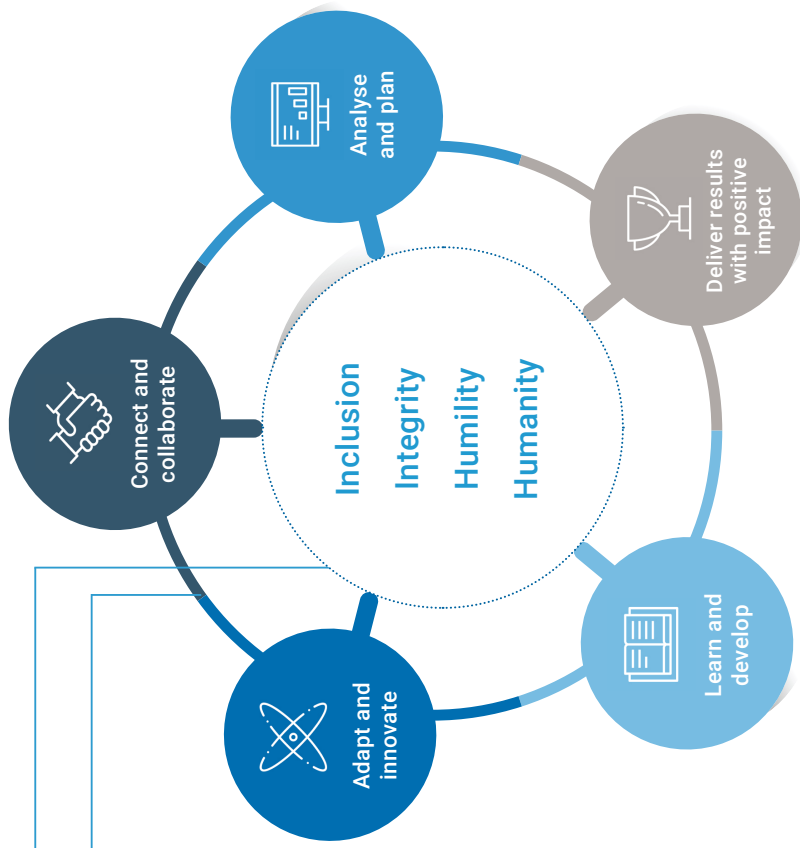 Inclusion
Integrity
Humility
Humanity
Connect and
collaborate
Analyse
and plan
Deliver results
with positive
impact
Learn and
develop
Adapt and
innovate